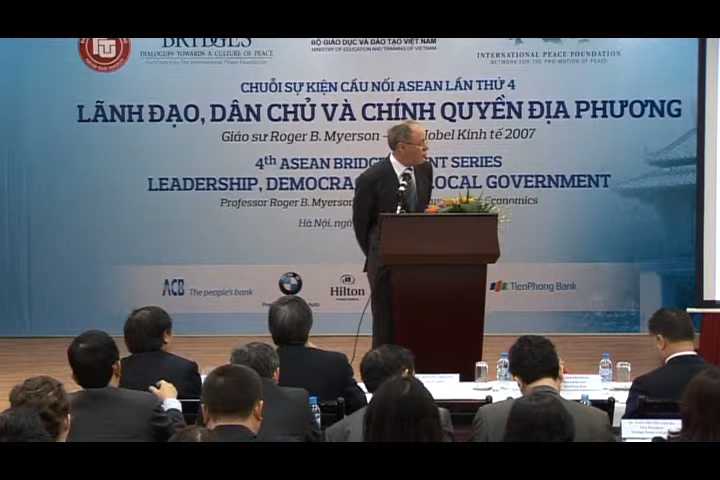 BRIDGES
DIALOGUES TOWARDS A CULTURE OF PEACE
BỘ GIÁO DỤC VÀ ĐÀO TẠO VIỆT NAM
MINISTRY OF EDUCATION AND TRAINING OF VIETNAM
INTERNATIONAL PEACE FOUNDATION
NETWORK FOR THE PROMOTION OF PEACE
CHUỖI SỰ KIỆN CẦU NỐI ASEAN LẦN THỨ 4
LÃNH ĐẠO, DÂN CHỦ VÀ CHÍNH QUYỀN ĐỊA PHƯƠNG
Giáo sư Roger B. Myerson – obel Kinh tế 2007
4th ASEAN BRIDG NT SERIES
LEADERSHIP, DEMOCRA LOCAL GOVERNMENT
Professor Roger B. Myerson Economics
Hà Nội, ngà
ACB The people's bank
BMW
Hilton
TienPhong Bank